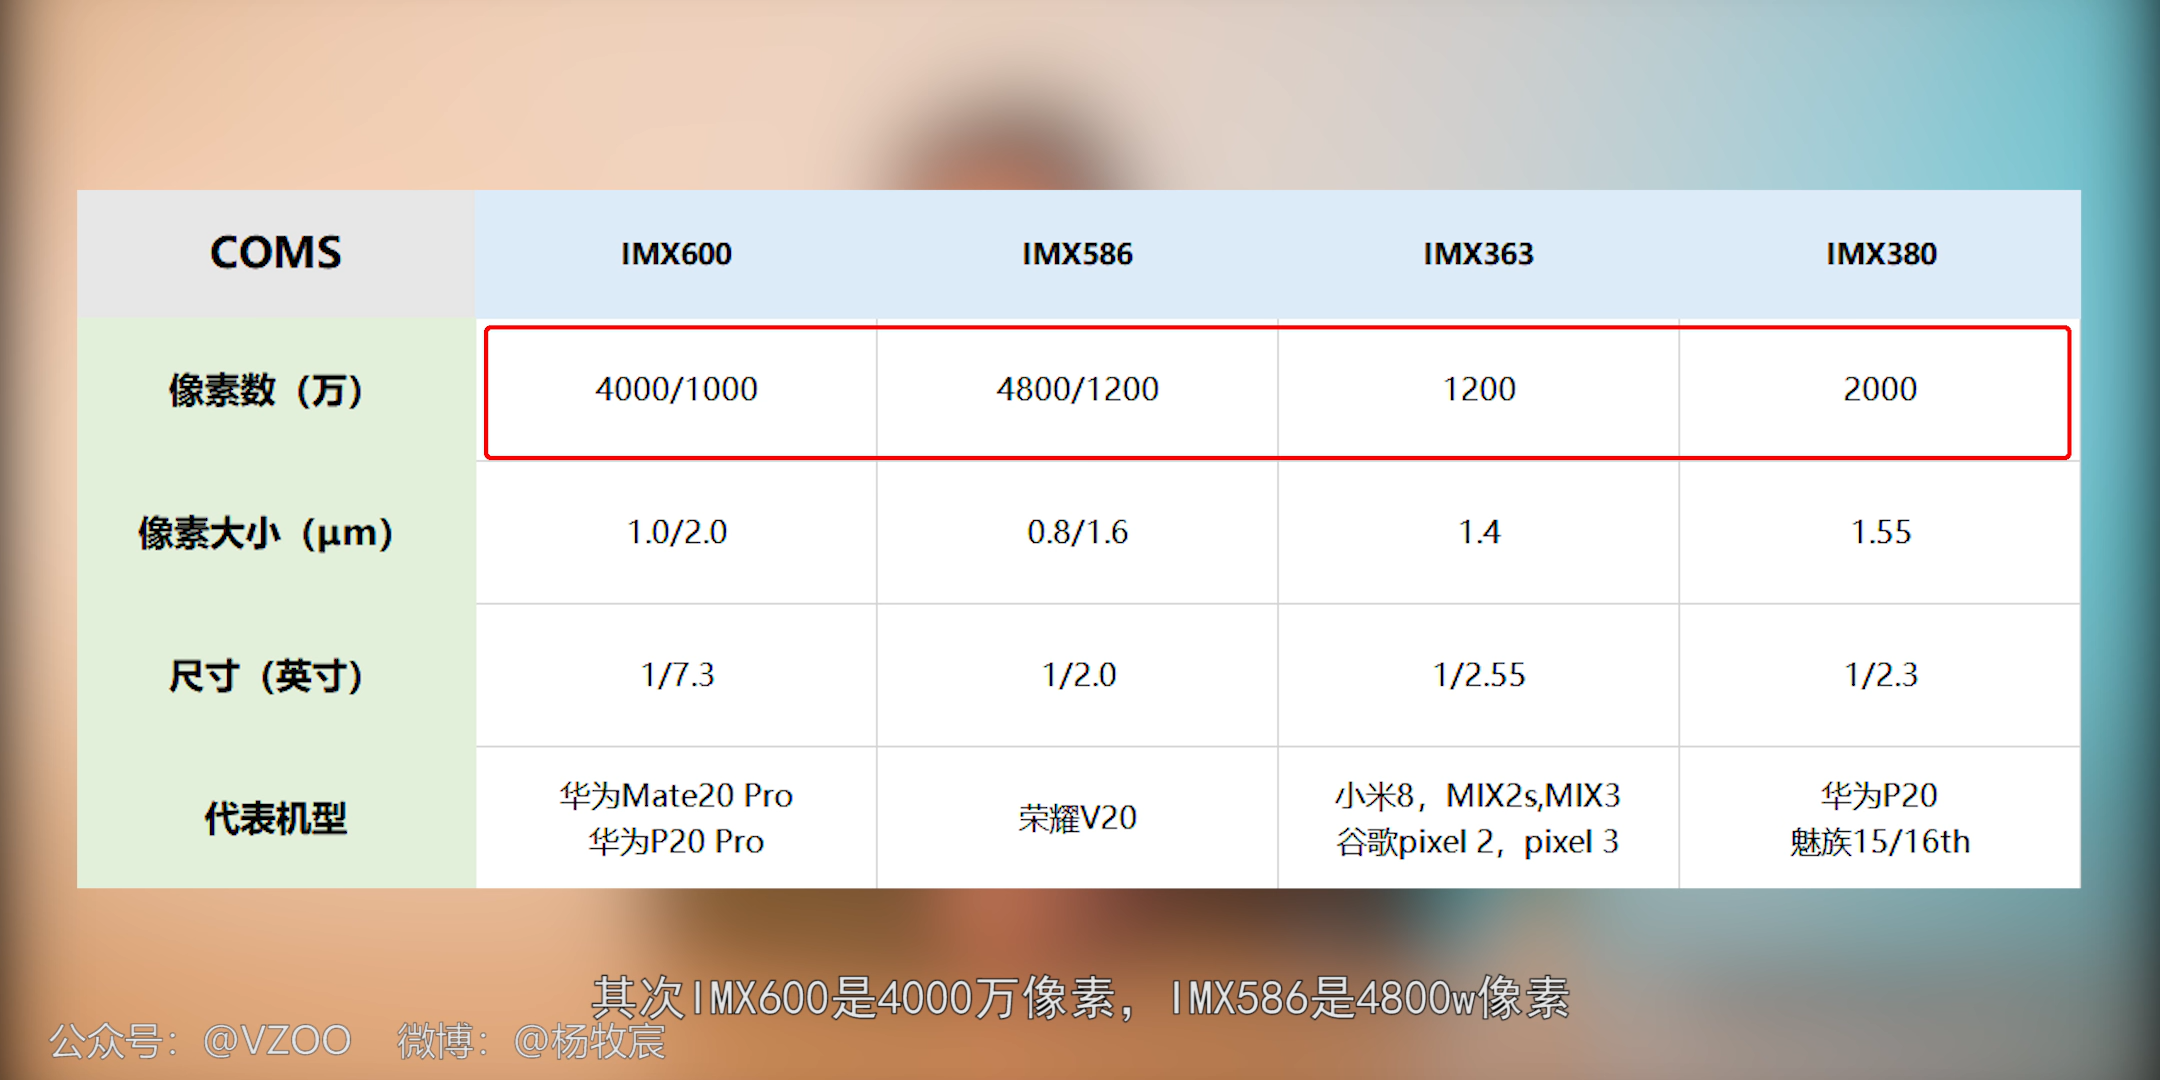 COMS IMX600 IMX586 IMX363 IMX380
像素数（万） 4000/1000 4800/1200 1200 2000
像素大小（μm） 1.0/2.0 0.8/1.6 1.4 1.55
尺寸（英寸） 1/7.3 1/2.0 1/2.55 1/2.3
代表机型
华为Mate20 Pro
华为P20 Pro
荣耀V20
小米8，MIX2s,MIX3
谷歌pixel 2，pixel 3
华为P20
魅族15/16th
其次IMX600是4000万像素，IMX586是4800w像素
公众号：@VZOO 微博：@杨牧宸